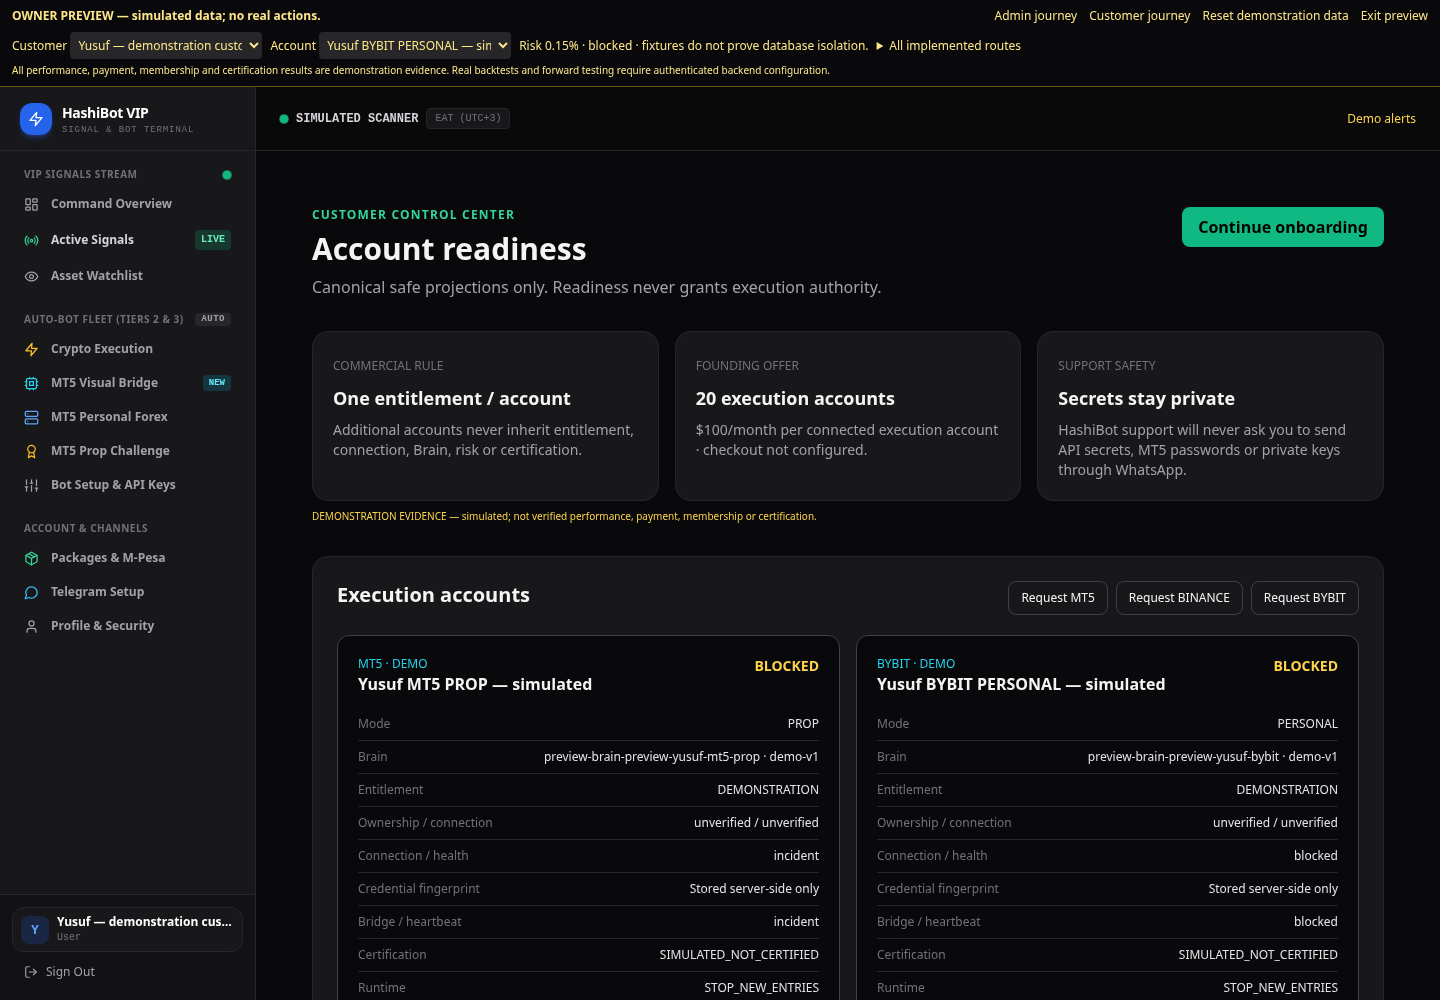 OWNER PREVIEW — simulated data; no real actions.
Admin journey Customer journey Reset demonstration data Exit preview
Customer Yusuf — demonstration custo Account Yusuf BYBIT PERSONAL — sin Risk 0.15% · blocked · fixtures do not prove database isolation. ▶ All implemented routes
All performance, payment, membership and certification results are demonstration evidence. Real backtests and forward testing require authenticated backend configuration.
HashiBot VIP
SIGNAL & BOT TERMINAL
SIMULATED SCANNER EAT (UTC+3)
Demo alerts
VIP SIGNALS STREAM
Command Overview
Active Signals LIVE
Asset Watchlist
AUTO-BOT FLEET (TIERS 2 & 3) AUTO
Crypto Execution
MT5 Visual Bridge NEW
MT5 Personal Forex
MT5 Prop Challenge
Bot Setup & API Keys
ACCOUNT & CHANNELS
Packages & M-Pesa
Telegram Setup
Profile & Security
Y
Yusuf — demonstration cus...
User
Sign Out
CUSTOMER CONTROL CENTER
Account readiness
Canonical safe projections only. Readiness never grants execution authority.
Continue onboarding
COMMERCIAL RULE
One entitlement / account
Additional accounts never inherit entitlement,
connection, Brain, risk or certification.
FOUNDING OFFER
20 execution accounts
$100/month per connected execution account
· checkout not configured.
SUPPORT SAFETY
Secrets stay private
HashiBot support will never ask you to send
API secrets, MT5 passwords or private keys
through WhatsApp.
DEMONSTRATION EVIDENCE — simulated; not verified performance, payment, membership or certification.
Execution accounts
Request MT5 Request BINANCE Request BYBIT
MT5 · DEMO
BLOCKED
Yusuf MT5 PROP — simulated
Mode PROP
Brain preview-brain-preview-yusuf-mt5-prop · demo-v1
Entitlement DEMONSTRATION
Ownership / connection unverified / unverified
Connection / health incident
Credential fingerprint Stored server-side only
Bridge / heartbeat incident
Certification SIMULATED_NOT_CERTIFIED
Runtime STOP_NEW_ENTRIES
BYBIT · DEMO
BLOCKED
Yusuf BYBIT PERSONAL — simulated
Mode PERSONAL
Brain preview-brain-preview-yusuf-bybit · demo-v1
Entitlement DEMONSTRATION
Ownership / connection unverified / unverified
Connection / health blocked
Credential fingerprint Stored server-side only
Bridge / heartbeat blocked
Certification SIMULATED_NOT_CERTIFIED
Runtime STOP_NEW_ENTRIES